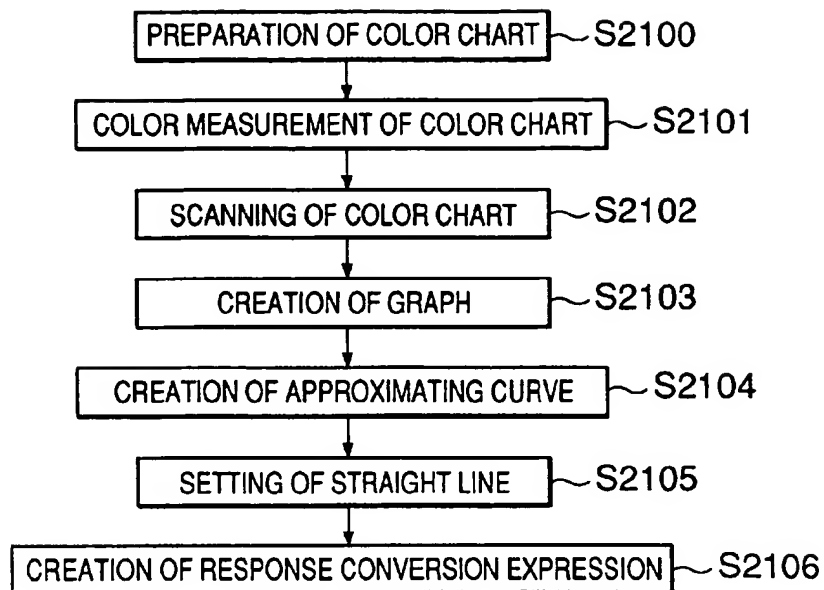 PREPARATION OF COLOR CHART S2100
COLOR MEASUREMENT OF COLOR CHART S2101
SCANNING OF COLOR CHART S2102
CREATION OF GRAPH S2103
CREATION OF APPROXIMATING CURVE S2104
SETTING OF STRAIGHT LINE S2105
CREATION OF RESPONSE CONVERSION EXPRESSION S2106